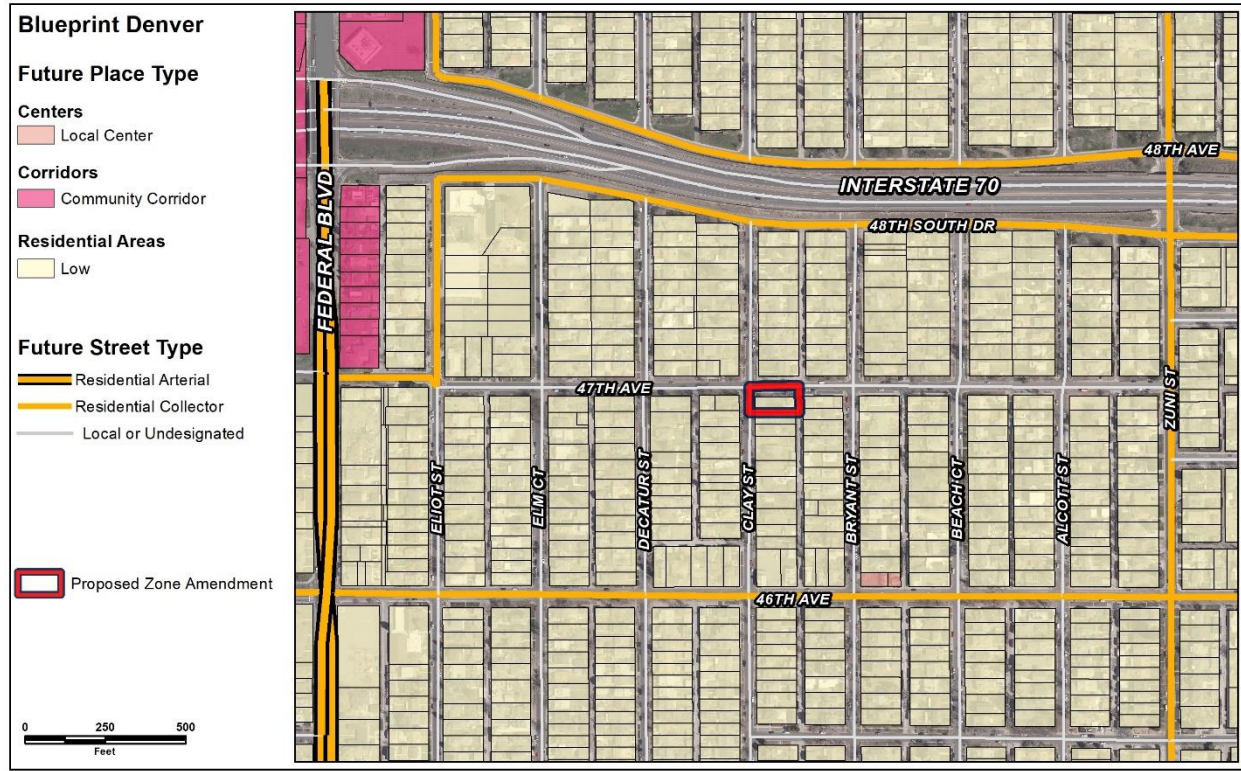 Blueprint Denver
Future Place Type
Centers
Local Center
Corridors
Community Corridor
Residential Areas
Low
Future Street Type
Residential Arterial
Residential Collector
Local or Undesignated
Proposed Zone Amendment
0 250 500
Feet
48TH AVE
INTERSTATE 70
48TH SOUTH DR
FEDERAL BLVD
47TH AVE
ELIOT ST
ELM CT
DECATUR ST
CLAY ST
BRYANT ST
BEACH CT
ALCOTT ST
ZUNI ST
46TH AVE